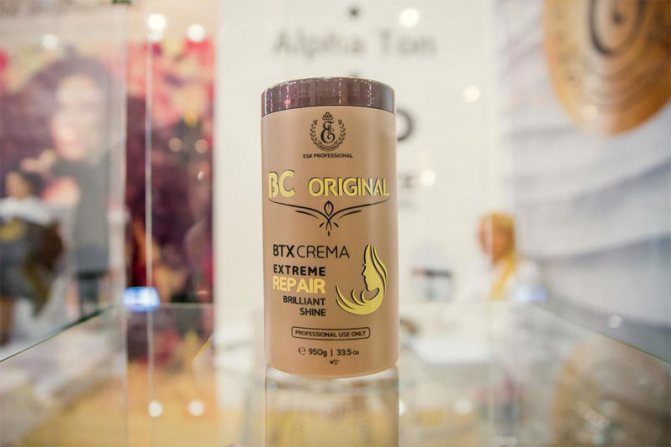 Alpha Ton
ESK PROFESSIONAL
BC ORIGINAL
BTX CREMA
EXTREME
REPAIR
BRILLIANT
SHINE
PROFESSIONAL USE ONLY
℮ 950g | 33.5 Oz